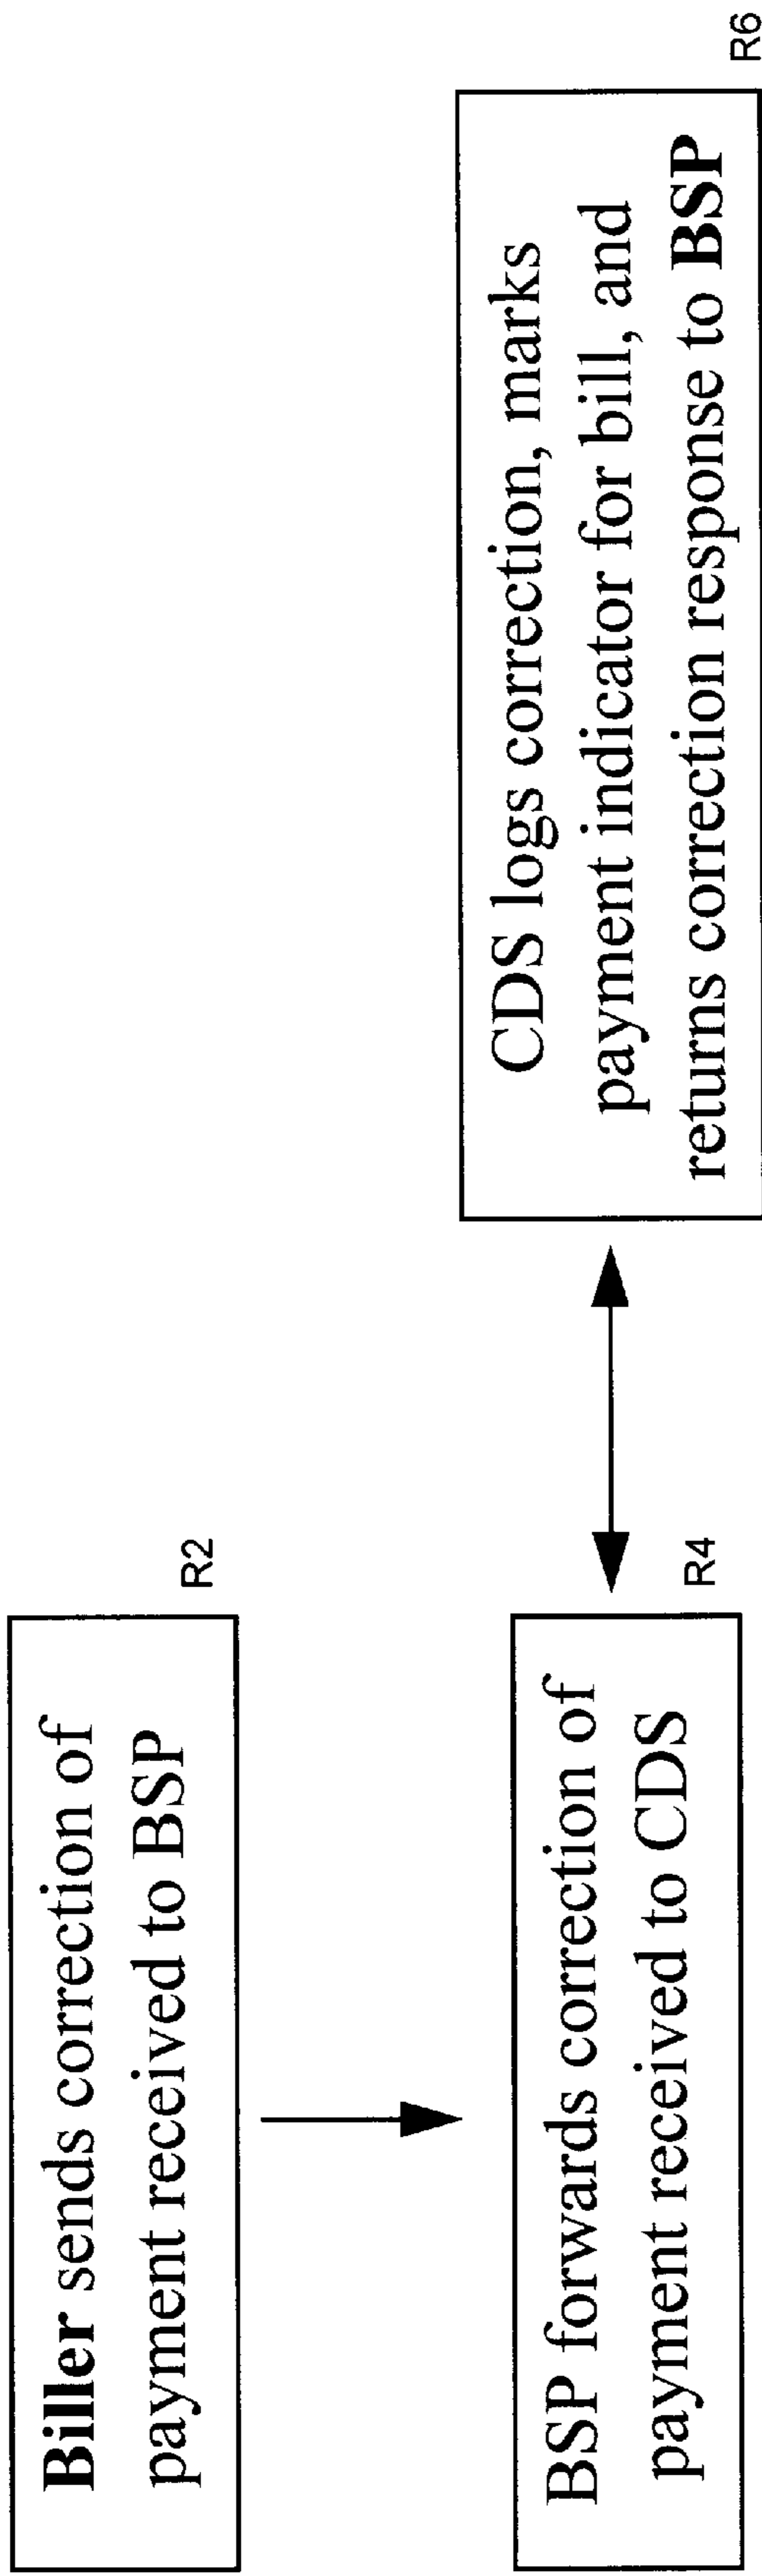 Biller sends correction of
payment received to BSP
R2
BSP forwards correction of
payment received to CDS
R4
CDS logs correction, marks
payment indicator for bill, and
returns correction response to BSP
R6